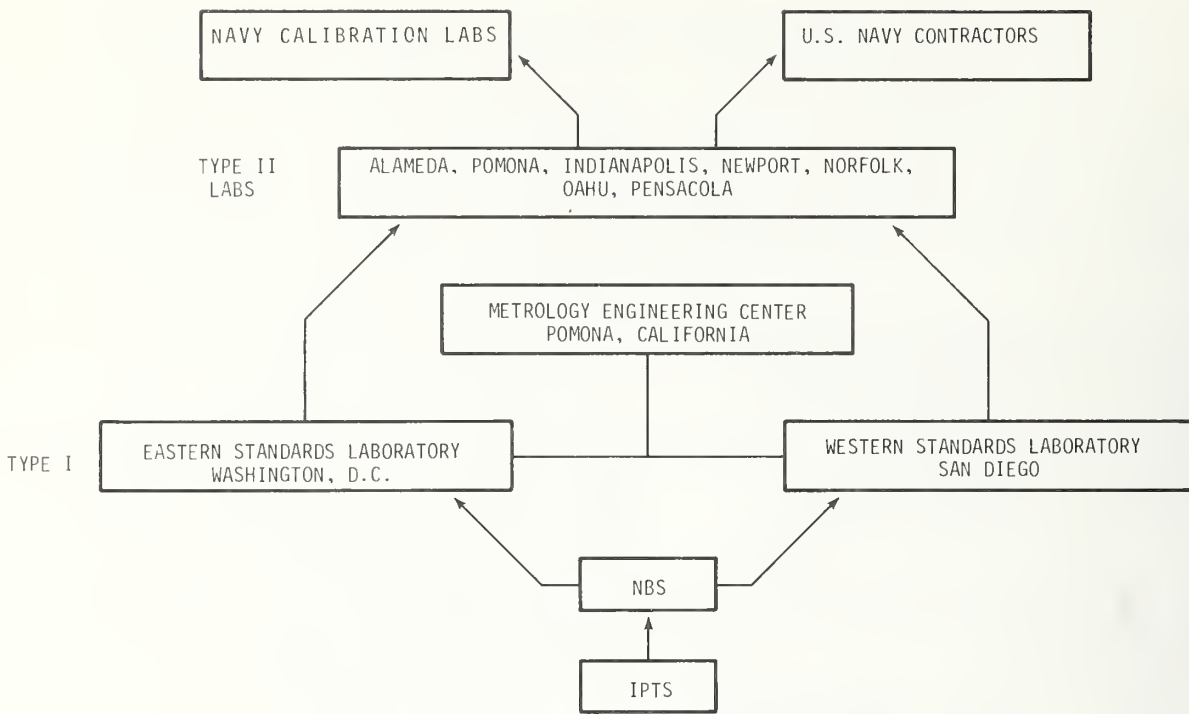 NAVY CALIBRATION LABS
U.S. NAVY CONTRACTORS
TYPE II
LABS
ALAMEDA, POMONA, INDIANAPOLIS, NEWPORT, NORFOLK,
OAHU, PENSACOLA
METROLOGY ENGINEERING CENTER
POMONA, CALIFORNIA
TYPE I
EASTERN STANDARDS LABORATORY
WASHINGTON, D.C.
WESTERN STANDARDS LABORATORY
SAN DIEGO
NBS
IPTS